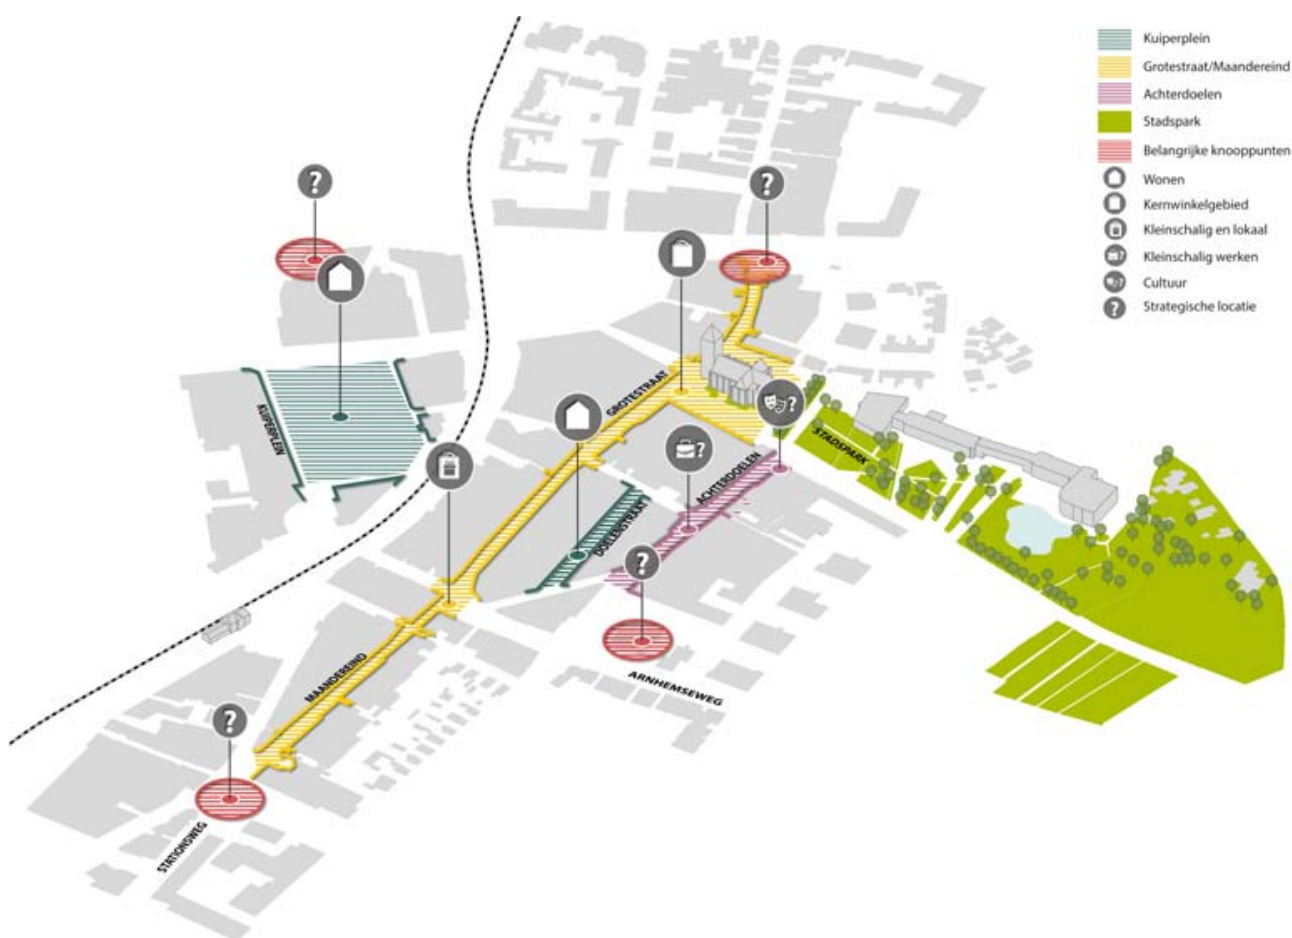 Kuiperplein
Grotestraat/Maandereind
Achterdoelen
Stadspark
Belangrijke knooppunten
Wonen
Kernwinkelgebied
Kleinschalig en lokaal
Kleinschalig werken
Cultuur
? Strategische locatie
?
?
KUIPERPLEIN
GROTESTRAAT
?
STADSPARK
?
ACHTERDOELEN
DOELENSTRAAT
?
MAANDEREIND
ARNHEMSEWEG
?
STATIONSWEG